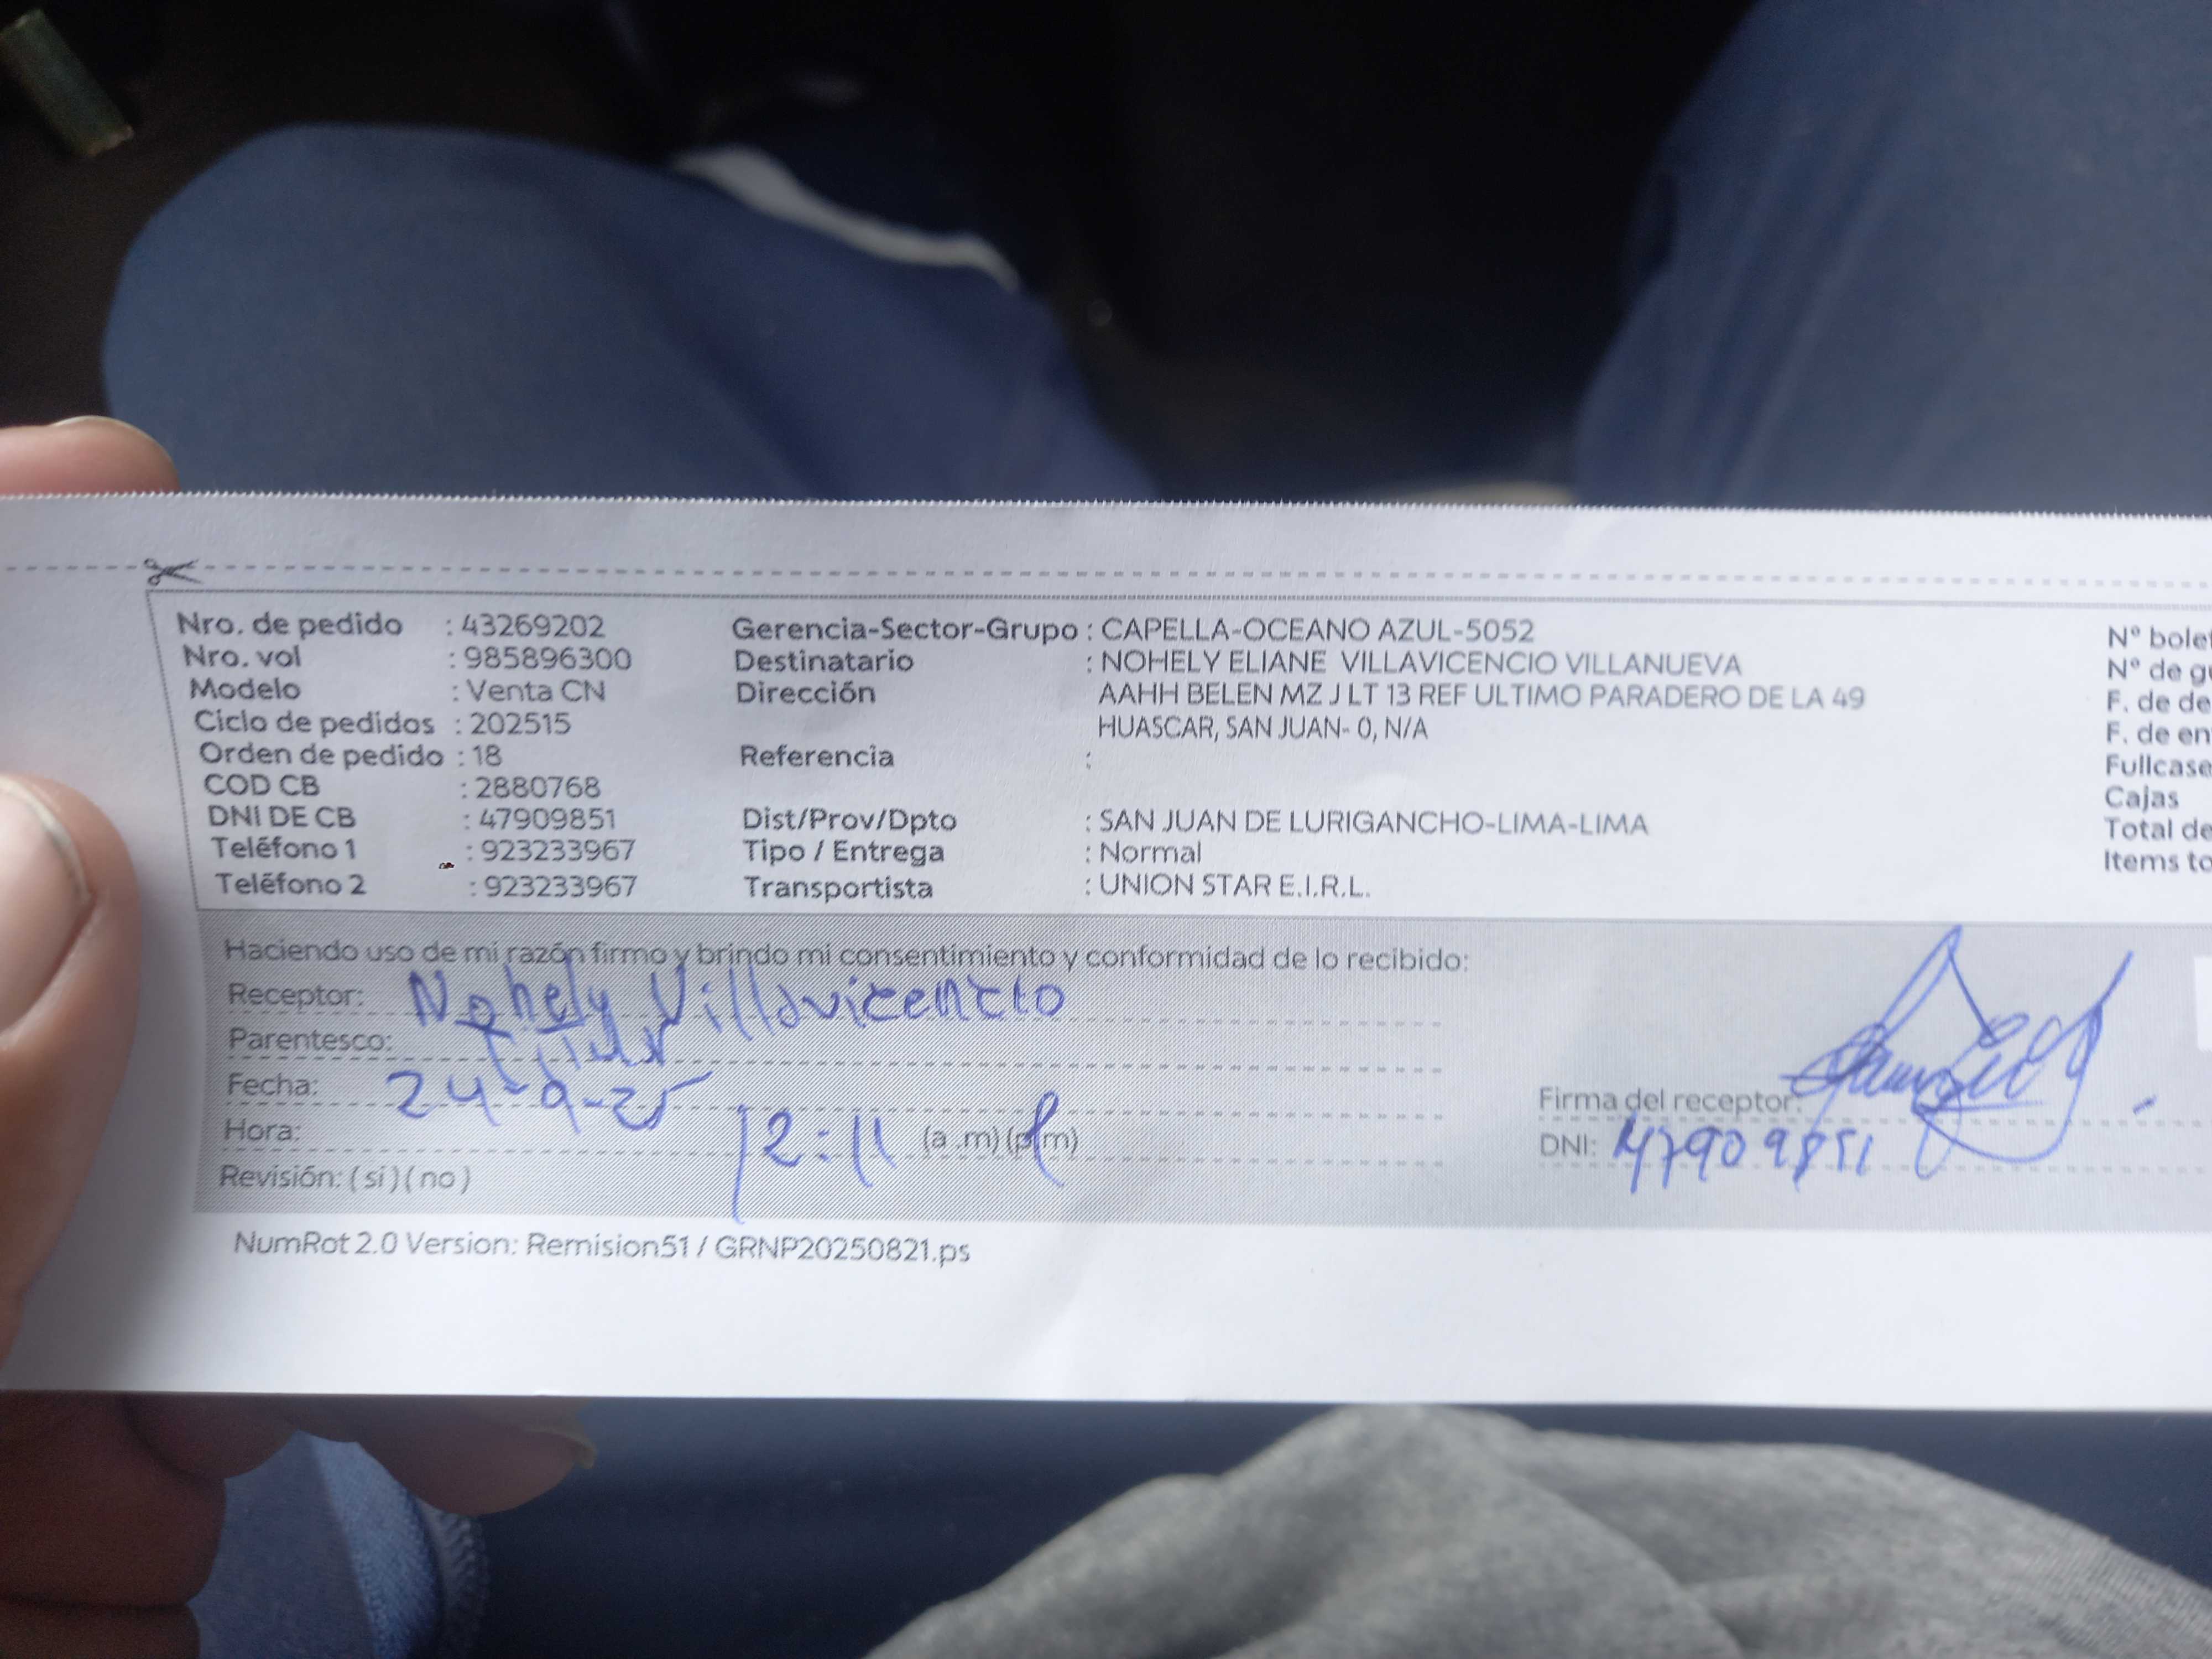 Nro. de pedido : 43269202 Gerencia-Sector-Grupo : CAPELLA-OCEANO AZUL-5052
Nro. vol : 985896300 Destinatario : NOHELY ELIANE VILLAVICENCIO VILLANUEVA N° bole
Modelo : Venta CN Dirección AAHH BELEN MZ J LT 13 REF ULTIMO PARADERO DE LA 49 N° de g
Ciclo de pedidos : 202515 HUASCAR, SAN JUAN- 0, N/A F. de de
Orden de pedido : 18 Referencia : F. de en
COD CB : 2880768 Fullcase
DNI DE CB : 47909851 Dist/Prov/Dpto : SAN JUAN DE LURIGANCHO-LIMA-LIMA Cajas
Teléfono 1 : 923233967 Tipo / Entrega : Normal Total de
Teléfono 2 : 923233967 Transportista : UNION STAR E.I.R.L. Items to
Haciendo uso de mi razón firmo y brindo mi consentimiento y conformidad de lo recibido:
Receptor: Nohely Villavicencio
Parentesco:
Fecha: 24-9-25
Firma del receptor:
Hora: 12:11 (a .m) (p.m)
DNI: 47909851
Revisión: ( si ) ( no )
NumRot 2.0 Version: Remision51 / GRNP20250821.ps